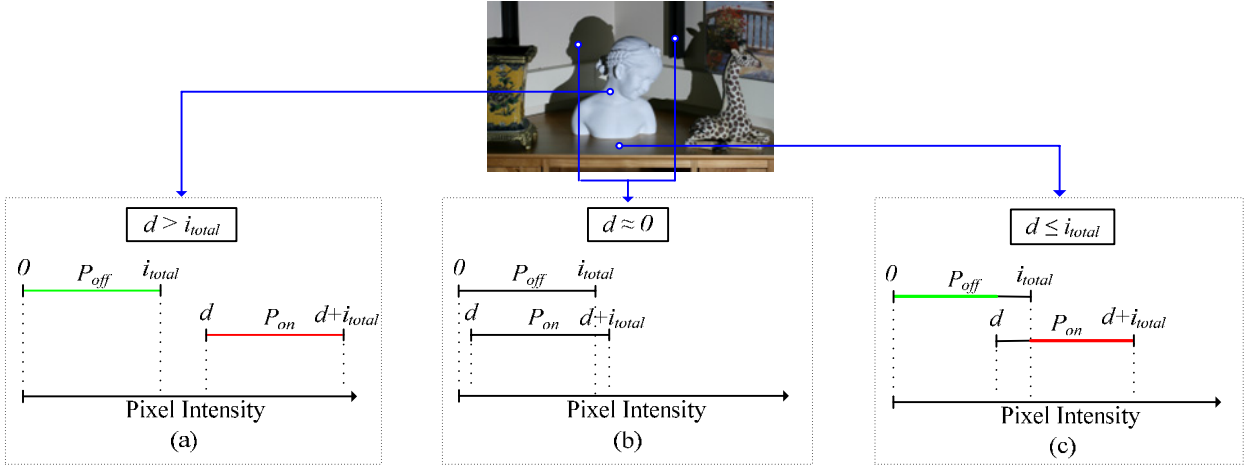 d > i_total
0 P_off i_total
d P_on d+i_total
Pixel Intensity
(a)
d ≈ 0
0 P_off i_total
d P_on d+i_total
Pixel Intensity
(b)
d ≤ i_total
0 P_off i_total
d P_on d+i_total
Pixel Intensity
(c)